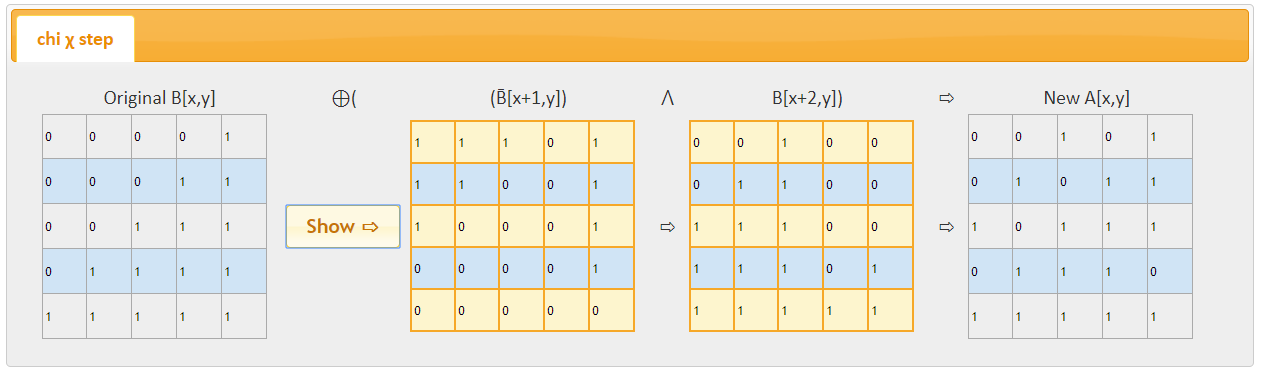 chi χ step
Original B[x,y] ⊕( (B̄[x+1,y]) Λ B[x+2,y]) ⇨ New A[x,y]
0 0 0 0 1 1 1 1 0 1 0 0 1 0 0 0 0 1 0 1
0 0 0 1 1 1 1 0 0 1 0 1 1 0 0 0 1 0 1 1
0 0 1 1 1 Show ⇨ 1 0 0 0 1 ⇨ 1 1 1 0 0 ⇨ 1 0 1 1 1
0 1 1 1 1 0 0 0 0 1 1 1 1 0 1 0 1 1 1 0
1 1 1 1 1 0 0 0 0 0 1 1 1 1 1 1 1 1 1 1